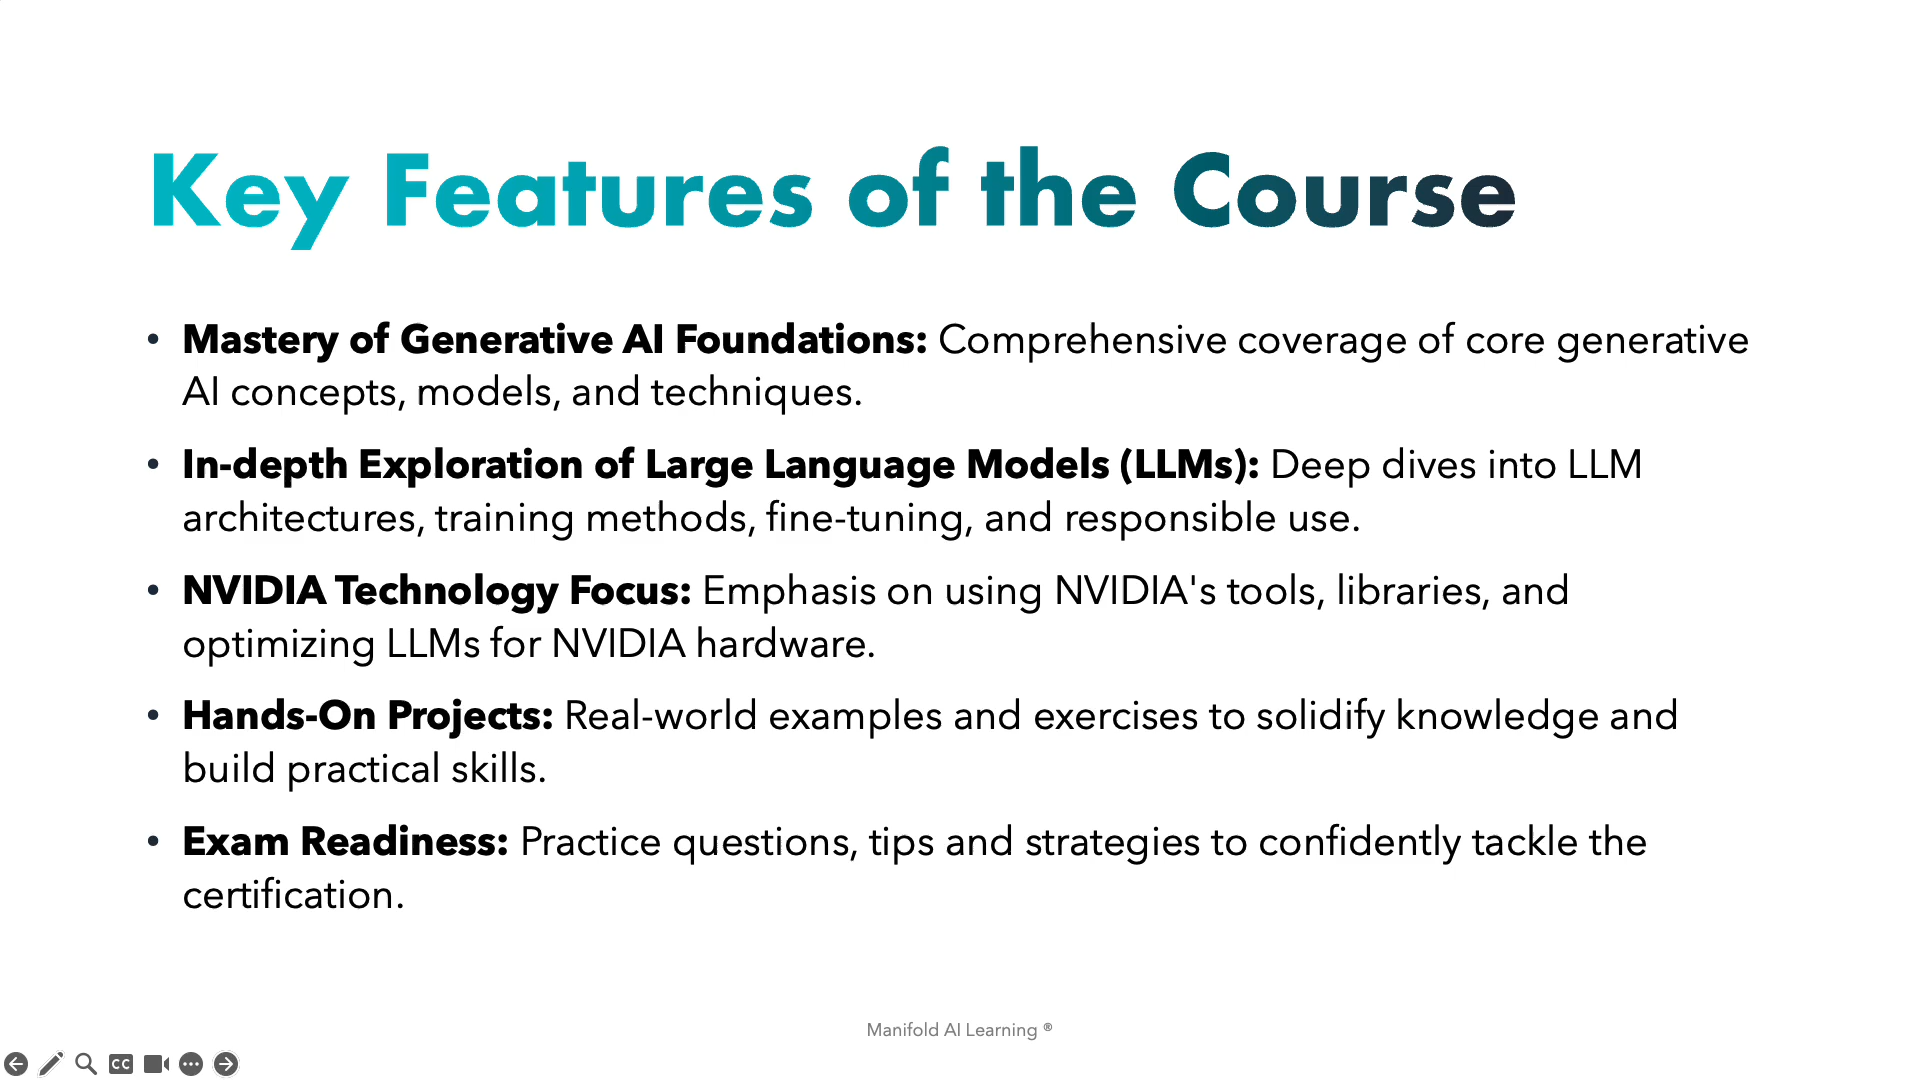 Key Features of the Course
• Mastery of Generative AI Foundations: Comprehensive coverage of core generative
AI concepts, models, and techniques.
• In-depth Exploration of Large Language Models (LLMs): Deep dives into LLM
architectures, training methods, fine-tuning, and responsible use.
• NVIDIA Technology Focus: Emphasis on using NVIDIA's tools, libraries, and
optimizing LLMs for NVIDIA hardware.
• Hands-On Projects: Real-world examples and exercises to solidify knowledge and
build practical skills.
• Exam Readiness: Practice questions, tips and strategies to confidently tackle the
certification.
Manifold AI Learning ®
CC